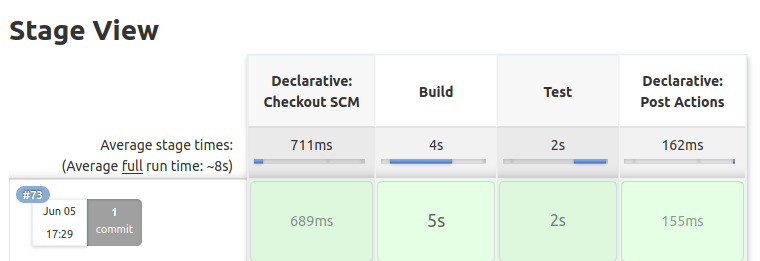 Stage View
Declarative:
Checkout SCM
Build
Test
Declarative:
Post Actions
Average stage times:
(Average full run time: ~8s)
711ms
4s
2s
162ms
#73
Jun 05
17:29
1
commit
689ms
5s
2s
155ms